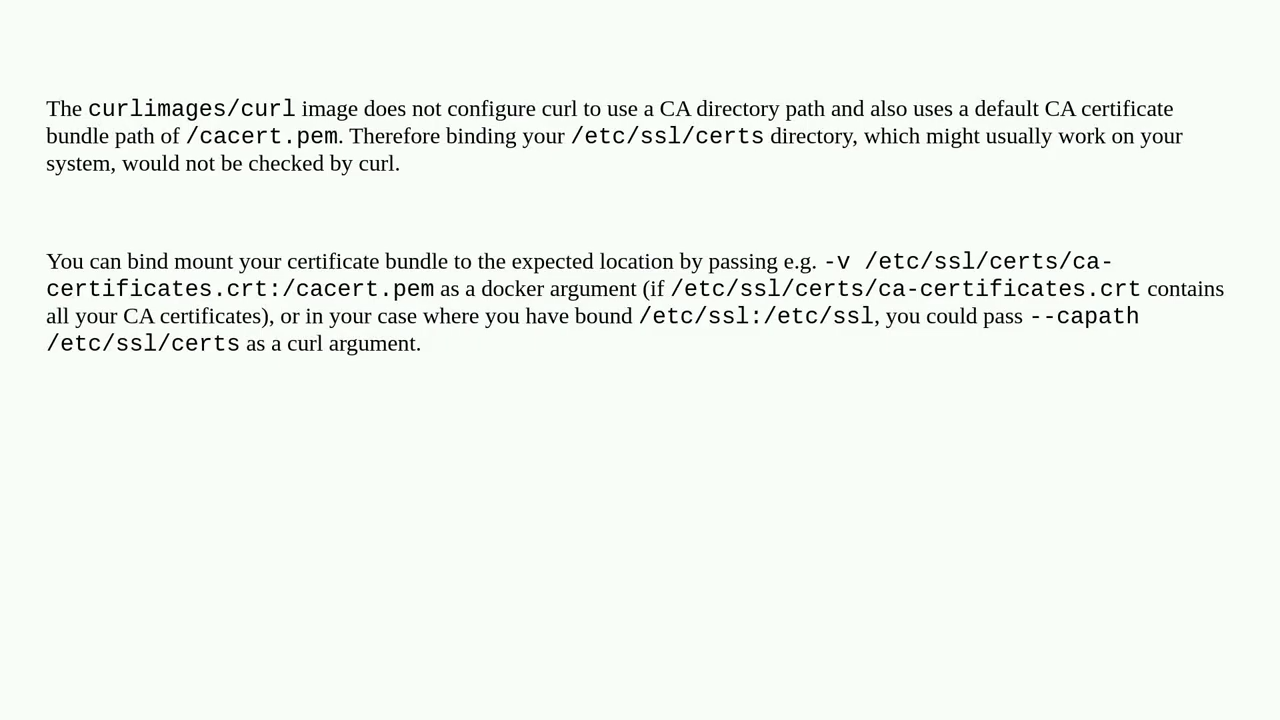 The curlimages/curl image does not configure curl to use a CA directory path and also uses a default CA certificate
bundle path of /cacert.pem. Therefore binding your /etc/ssl/certs directory, which might usually work on your
system, would not be checked by curl.
You can bind mount your certificate bundle to the expected location by passing e.g. -v /etc/ssl/certs/ca-
certificates.crt:/cacert.pem as a docker argument (if /etc/ssl/certs/ca-certificates.crt contains
all your CA certificates), or in your case where you have bound /etc/ssl:/etc/ssl, you could pass --capath
/etc/ssl/certs as a curl argument.